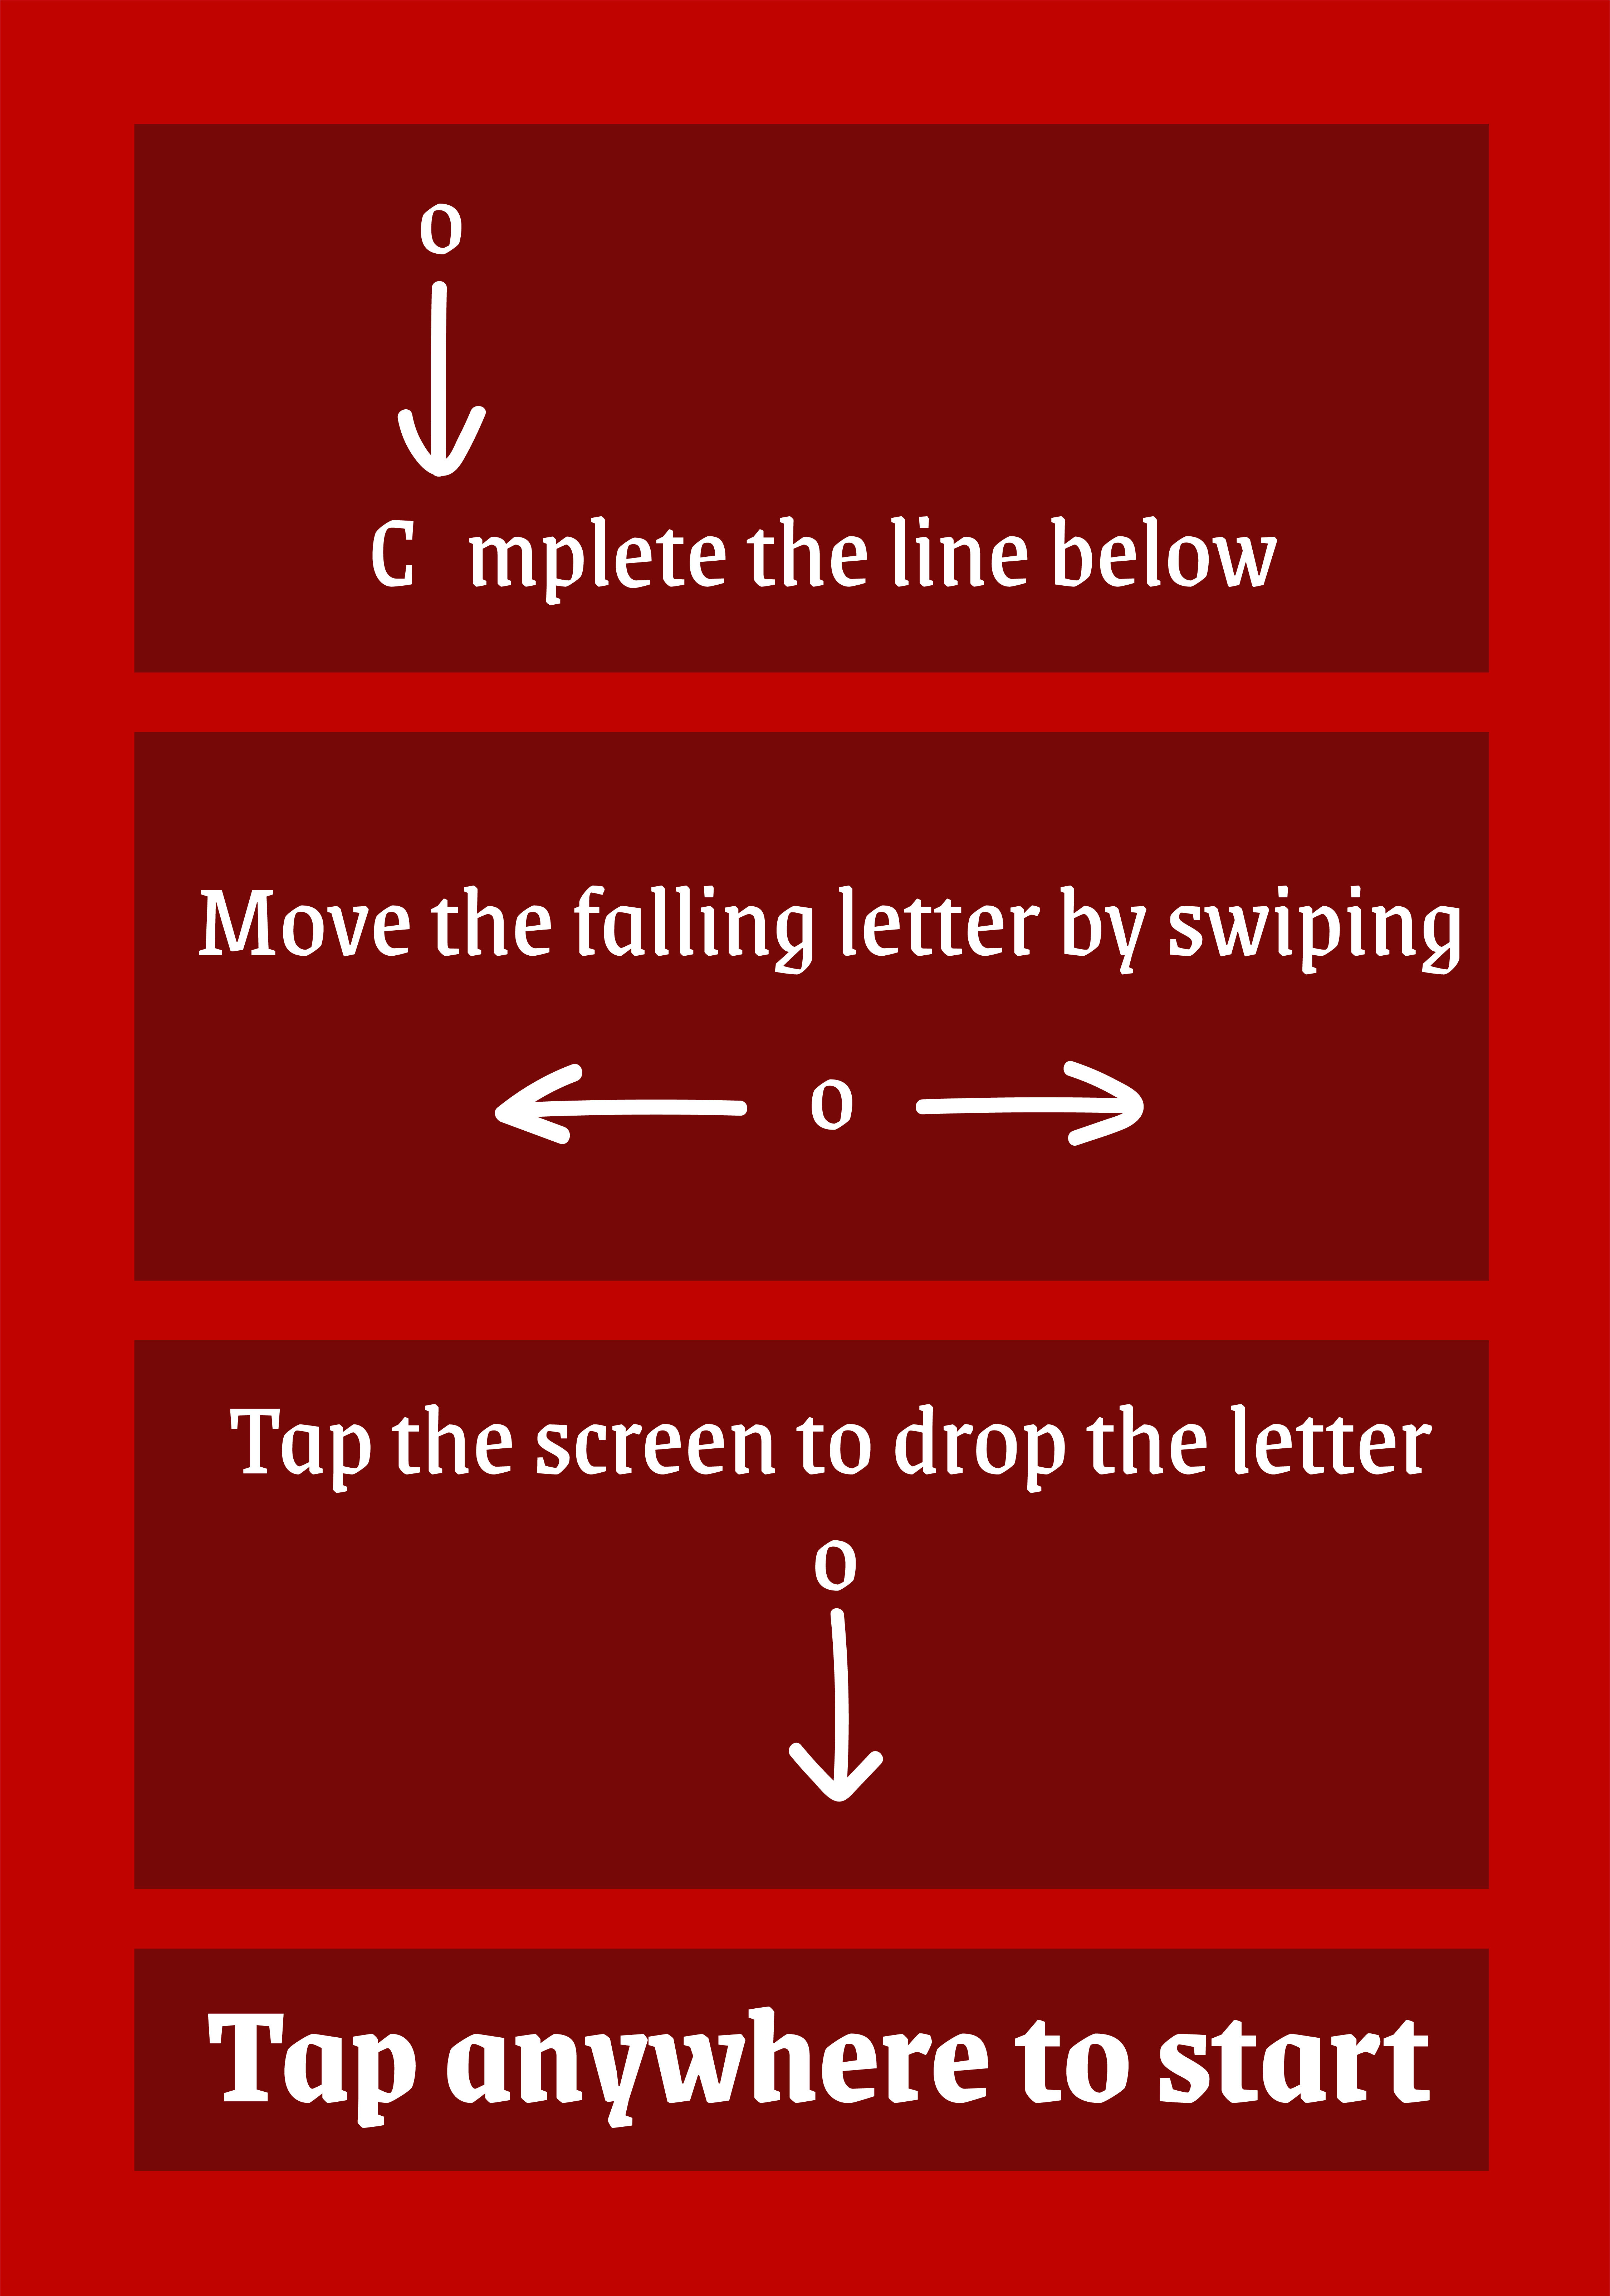 o
C mplete the line below
Move the falling letter by swiping
o
Tap the screen to drop the letter
o
Tap anywhere to start